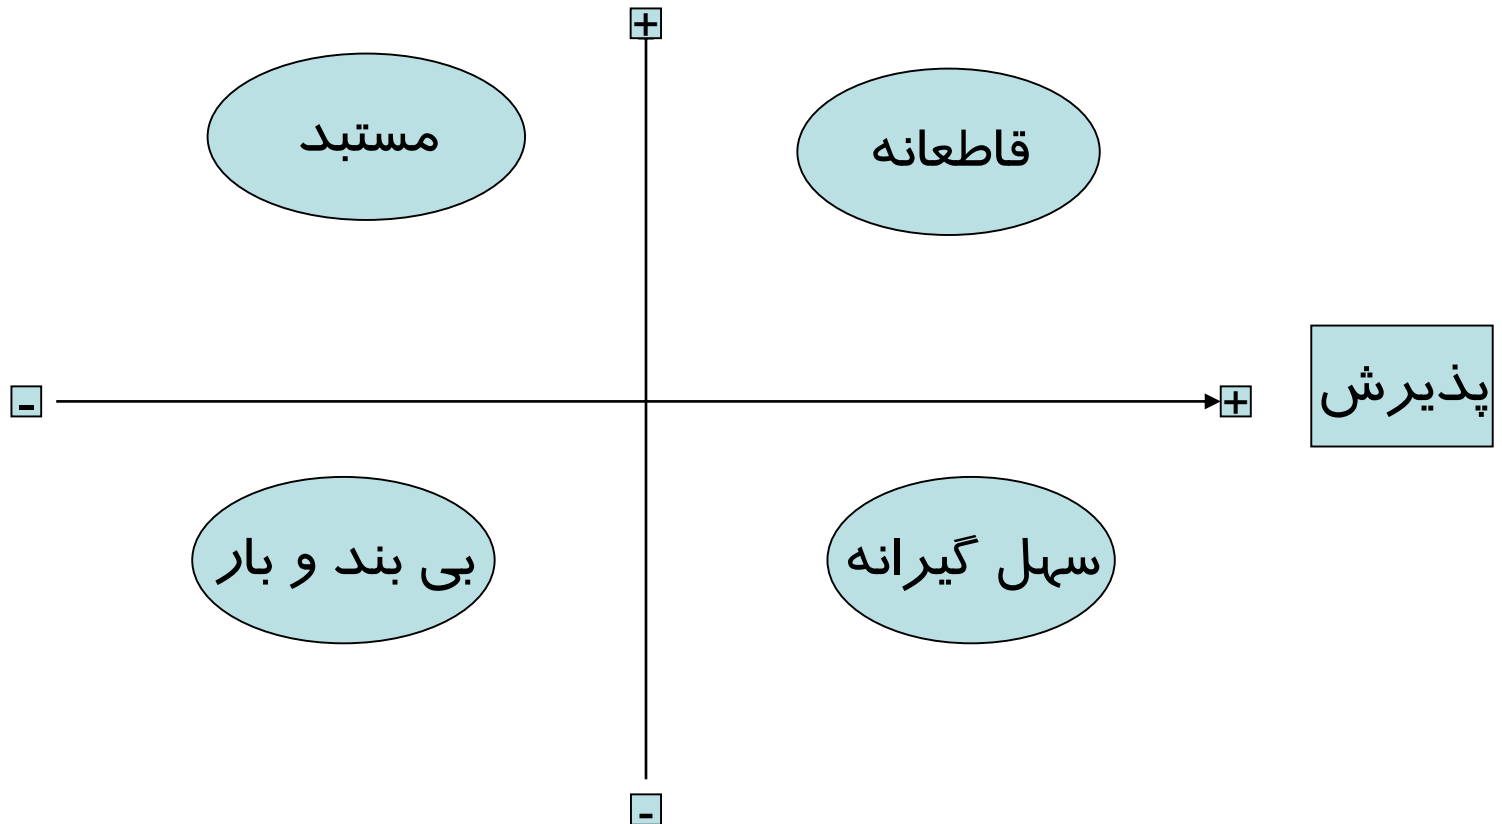 +
مستبد
قاطعانه
-
+
پذیرش
بی بند و بار
سهل گیرانه
-